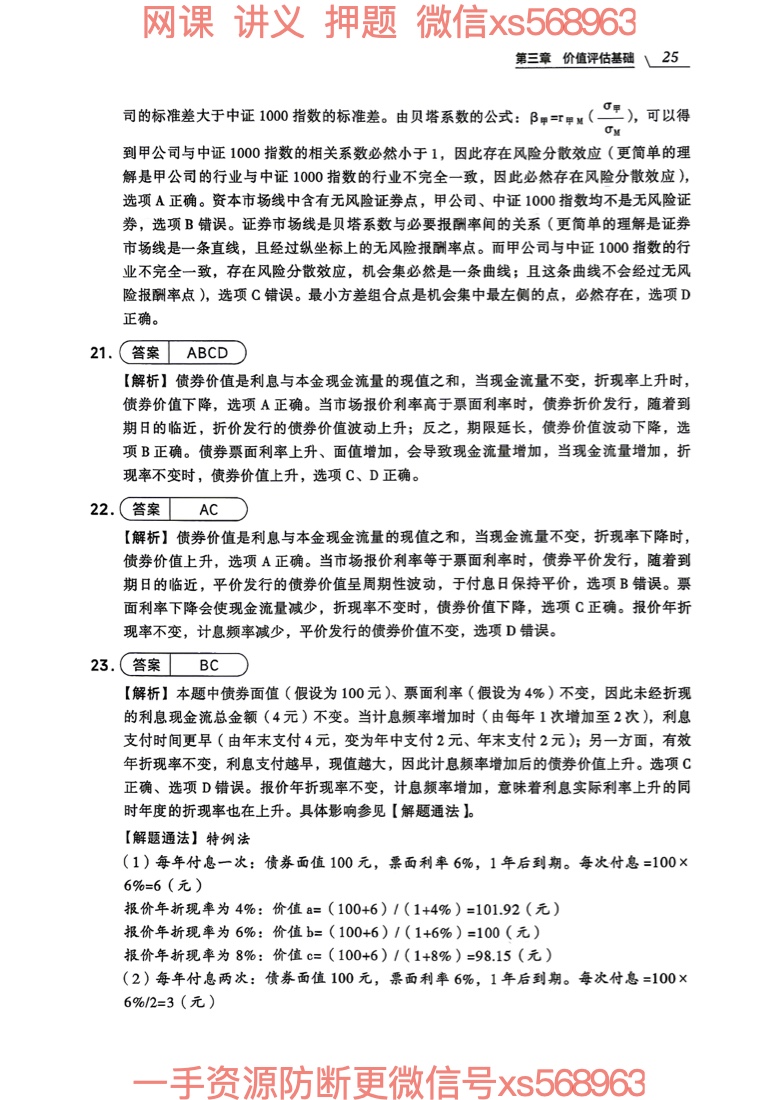 网课 讲义 押题 微信xs568963
第三章 价值评估基础 25
司的标准差大于中证 1000 指数的标准差。由贝塔系数的公式：β甲=r甲M（σ甲/σM），可以得
到甲公司与中证 1000 指数的相关系数必然小于 1，因此存在风险分散效应（更简单的理
解是甲公司的行业与中证 1000 指数的行业不完全一致，因此必然存在风险分散效应），
选项 A 正确。资本市场线中含有无风险证券点，甲公司、中证 1000 指数均不是无风险证
券，选项 B 错误。证券市场线是贝塔系数与必要报酬率间的关系（更简单的理解是证券
市场线是一条直线，且经过纵坐标上的无风险报酬率点。而甲公司与中证 1000 指数的行
业不完全一致，存在风险分散效应，机会集必然是一条曲线；且这条曲线不会经过无风
险报酬率点），选项 C 错误。最小方差组合点是机会集中最左侧的点，必然存在，选项 D
正确。
21. 答案 ABCD
【解析】债券价值是利息与本金现金流量的现值之和，当现金流量不变，折现率上升时，
债券价值下降，选项 A 正确。当市场报价利率高于票面利率时，债券折价发行，随着到
期日的临近，折价发行的债券价值波动上升；反之，期限延长，债券价值波动下降，选
项 B 正确。债券票面利率上升、面值增加，会导致现金流量增加，当现金流量增加，折
现率不变时，债券价值上升，选项 C、D 正确。
22. 答案 AC
【解析】债券价值是利息与本金现金流量的现值之和，当现金流量不变，折现率下降时，
债券价值上升，选项 A 正确。当市场报价利率等于票面利率时，债券平价发行，随着到
期日的临近，平价发行的债券价值呈周期性波动，于付息日保持平价，选项 B 错误。票
面利率下降会使现金流量减少，折现率不变时，债券价值下降，选项 C 正确。报价年折
现率不变，计息频率减少，平价发行的债券价值不变，选项 D 错误。
23. 答案 BC
【解析】本题中债券面值（假设为 100 元）、票面利率（假设为 4%）不变，因此未经折现
的利息现金流总金额（4 元）不变。当计息频率增加时（由每年 1 次增加至 2 次），利息
支付时间更早（由年末支付 4 元，变为年中支付 2 元、年末支付 2 元）；另一方面，有效
年折现率不变，利息支付越早，现值越大，因此计息频率增加后的债券价值上升。选项 C
正确、选项 D 错误。报价年折现率不变，计息频率增加，意味着利息实际利率上升的同
时年度的折现率也在上升。具体影响参见【解题通法】。
【解题通法】特例法
（1）每年付息一次：债券面值 100 元，票面利率 6%，1 年后到期。每次付息 =100×
6%=6（元）
报价年折现率为 4%：价值 a=（100+6）/（1+4%）=101.92（元）
报价年折现率为 6%：价值 b=（100+6）/（1+6%）=100（元）
报价年折现率为 8%：价值 c=（100+6）/（1+8%）=98.15（元）
（2）每年付息两次：债券面值 100 元，票面利率 6%，1 年后到期。每次付息 =100×
6%/2=3（元）
一手资源防断更微信号xs568963